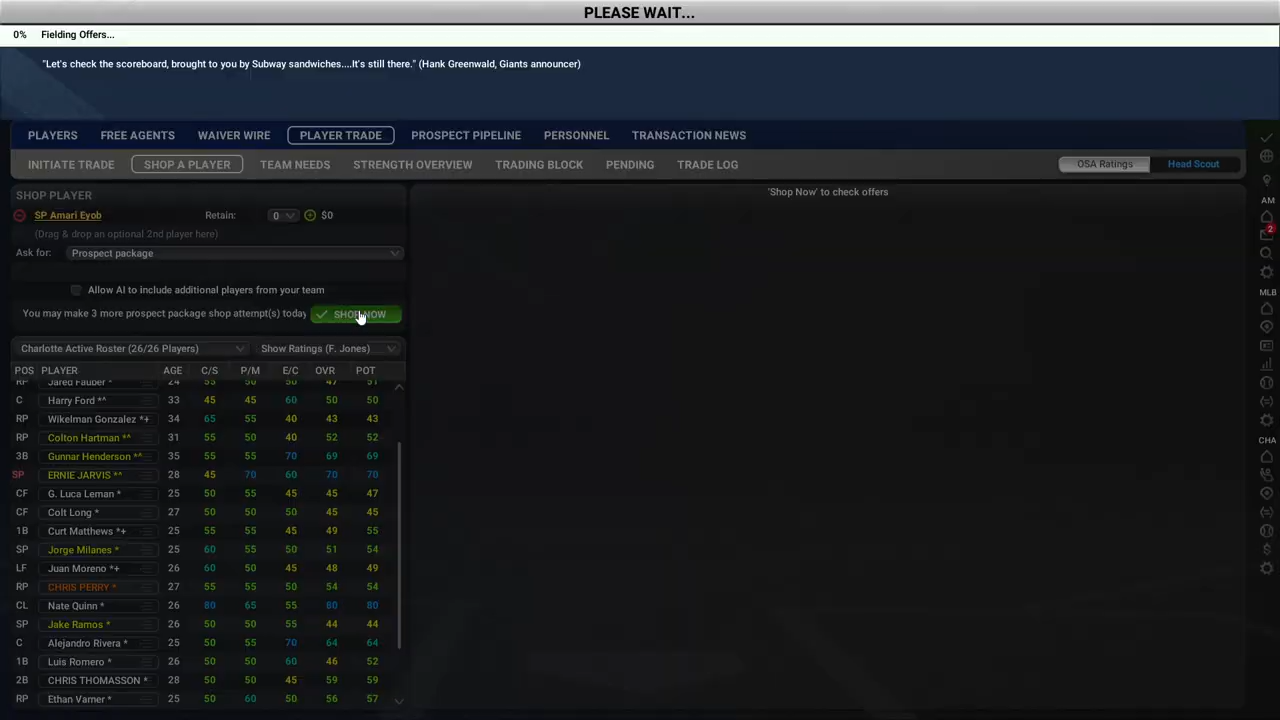 PLEASE WAIT...
0% Fielding Offers...
"Let's check the scoreboard, brought to you by Subway sandwiches....It's still there." (Hank Greenwald, Giants announcer)
PLAYERS FREE AGENTS WAIVER WIRE PLAYER TRADE PROSPECT PIPELINE PERSONNEL TRANSACTION NEWS
INITIATE TRADE SHOP A PLAYER TEAM NEEDS STRENGTH OVERVIEW TRADING BLOCK PENDING TRADE LOG OSA Ratings Head Scout
SHOP PLAYER
'Shop Now' to check offers
SP Amari Eyob Retain: 0 $0
(Drag & drop an optional 2nd player here)
Ask for: Prospect package
Allow AI to include additional players from your team
You may make 3 more prospect package shop attempt(s) today SHOP NOW
Charlotte Active Roster (26/26 Players) Show Ratings (F. Jones)
POS PLAYER AGE C/S P/M E/C OVR POT
RP Jared Fauber * 24 55 50 50 47 51
C Harry Ford *^ 33 45 45 60 50 50
RP Wikelman Gonzalez *+ 34 65 55 40 43 43
RP Colton Hartman *^ 31 55 50 40 52 52
3B Gunnar Henderson *^ 35 55 55 70 69 69
SP ERNIE JARVIS *^ 28 45 70 60 70 70
CF G. Luca Leman * 25 50 55 45 45 47
CF Colt Long * 27 50 50 50 45 45
1B Curt Matthews *+ 25 55 55 45 49 55
SP Jorge Milanes * 25 60 55 50 51 54
LF Juan Moreno *+ 26 60 50 45 48 49
RP CHRIS PERRY * 27 55 55 50 54 54
CL Nate Quinn * 26 80 65 55 80 80
SP Jake Ramos * 26 50 50 55 44 44
C Alejandro Rivera * 25 50 55 70 64 64
1B Luis Romero * 26 50 50 60 46 52
2B CHRIS THOMASSON * 28 50 50 45 59 59
RP Ethan Varner * 25 50 60 50 56 57
AM
2
MLB
CHA